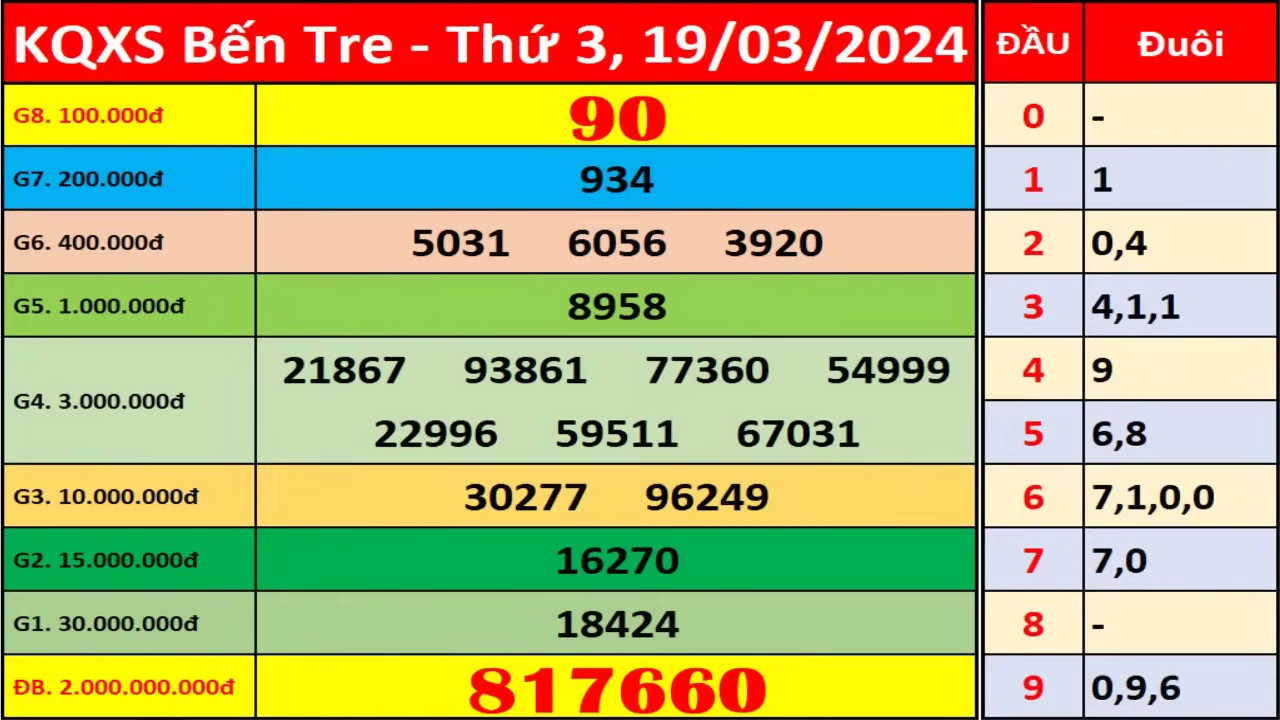 KQXS Bến Tre - Thứ 3, 19/03/2024
G8. 100.000đ 90
G7. 200.000đ 934
G6. 400.000đ 5031 6056 3920
G5. 1.000.000đ 8958
G4. 3.000.000đ 21867 93861 77360 54999
22996 59511 67031
G3. 10.000.000đ 30277 96249
G2. 15.000.000đ 16270
G1. 30.000.000đ 18424
ĐB. 2.000.000.000đ 817660
ĐẦU Đuôi
0 -
1 1
2 0,4
3 4,1,1
4 9
5 6,8
6 7,1,0,0
7 7,0
8 -
9 0,9,6